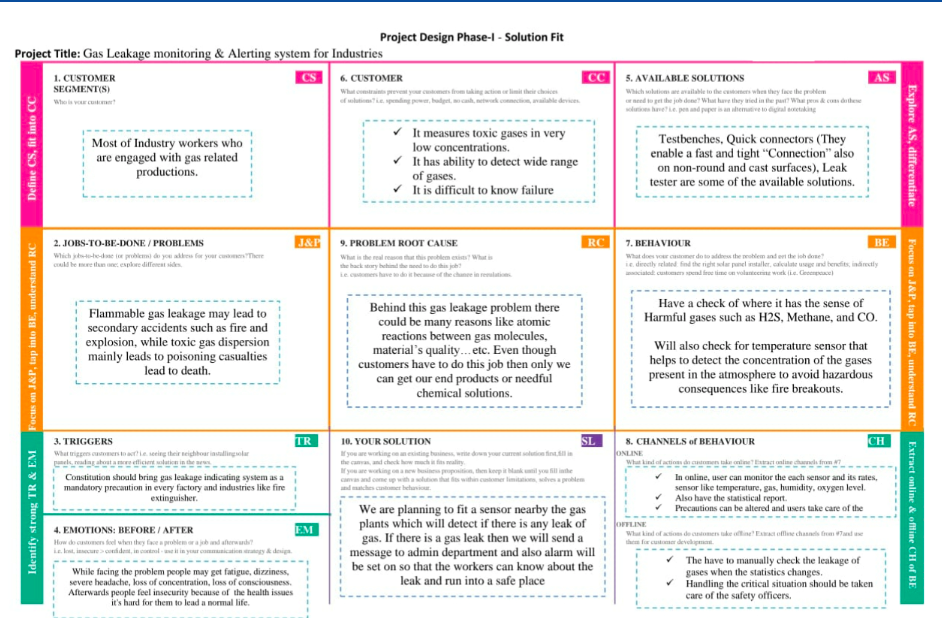 Project Design Phase-I - Solution Fit
Project Title: Gas Leakage monitoring & Alerting system for Industries
Define CS, fit into CC
1. CUSTOMER
SEGMENT(S)
CS
Who is your customer?
Most of Industry workers who
are engaged with gas related
productions.
6. CUSTOMER
CC
What constraints prevent your customers from taking action or limit their choices
of solutions? i.e. spending power, budget, no cash, network connection, available devices.
✓ It measures toxic gases in very
low concentrations.
✓ It has ability to detect wide range
of gases.
✓ It is difficult to know failure
5. AVAILABLE SOLUTIONS
AS
Which solutions are available to the customers when they face the problem
or need to get the job done? What have they tried in the past? What pros & cons do these
solutions have? i.e. pen and paper is an alternative to digital notetaking
Testbenches, Quick connectors (They
enable a fast and tight “Connection” also
on non-round and cast surfaces), Leak
tester are some of the available solutions.
Explore AS, differentiate
Focus on J&P, tap into BE, understand RC
2. JOBS-TO-BE-DONE / PROBLEMS
J&P
Which jobs-to-be-done (or problems) do you address for your customers? There
could be more than one; explore different sides.
Flammable gas leakage may lead to
secondary accidents such as fire and
explosion, while toxic gas dispersion
mainly leads to poisoning casualties
lead to death.
9. PROBLEM ROOT CAUSE
RC
What is the real reason that this problem exists? What is
the back story behind the need to do this job?
i.e. customers have to do it because of the change in regulations.
Behind this gas leakage problem there
could be many reasons like atomic
reactions between gas molecules,
material’s quality…etc. Even though
customers have to do this job then only we
can get our end products or needful
chemical solutions.
7. BEHAVIOUR
BE
What does your customer do to address the problem and get the job done?
i.e. directly related: find the right solar panel installer, calculate usage and benefits; indirectly
associated: customers spend free time on volunteering work (i.e. Greenpeace)
Have a check of where it has the sense of
Harmful gases such as H2S, Methane, and CO.
Will also check for temperature sensor that
helps to detect the concentration of the gases
present in the atmosphere to avoid hazardous
consequences like fire breakouts.
Focus on J&P, tap into BE, understand RC
Identify strong TR & EM
3. TRIGGERS
TR
What triggers customers to act? i.e. seeing their neighbour installing solar
panels, reading about a more efficient solution in the news.
Constitution should bring gas leakage indicating system as a
mandatory precaution in every factory and industries like fire
extinguisher.
4. EMOTIONS: BEFORE / AFTER
EM
How do customers feel when they face a problem or a job and afterwards?
i.e. lost, insecure > confident, in control - use it in your communication strategy & design.
While facing the problem people may get fatigue, dizziness,
severe headache, loss of concentration, loss of consciousness.
Afterwards people feel insecurity because of the health issues
it's hard for them to lead a normal life.
10. YOUR SOLUTION
SL
If you are working on an existing business, write down your current solution first, fill in
the canvas, and check how much it fits reality.
If you are working on a new business proposition, then keep it blank until you fill in the
canvas and come up with a solution that fits within customer limitations, solves a problem
and matches customer behaviour.
We are planning to fit a sensor nearby the gas
plants which will detect if there is any leak of
gas. If there is a gas leak then we will send a
message to admin department and also alarm will
be set on so that the workers can know about the
leak and run into a safe place
8. CHANNELS of BEHAVIOUR
CH
ONLINE
What kind of actions do customers take online? Extract online channels from #7
✓ In online, user can monitor the each sensor and its rates,
sensor like temperature, gas, humidity, oxygen level.
✓ Also have the statistical report.
✓ Precautions can be altered and users take care of the
OFFLINE
What kind of actions do customers take offline? Extract offline channels from #7 and use
them for customer development.
✓ The have to manually check the leakage of
gases when the statistics changes.
✓ Handling the critical situation should be taken
care of the safety officers.
Extract online & offline CH of BE